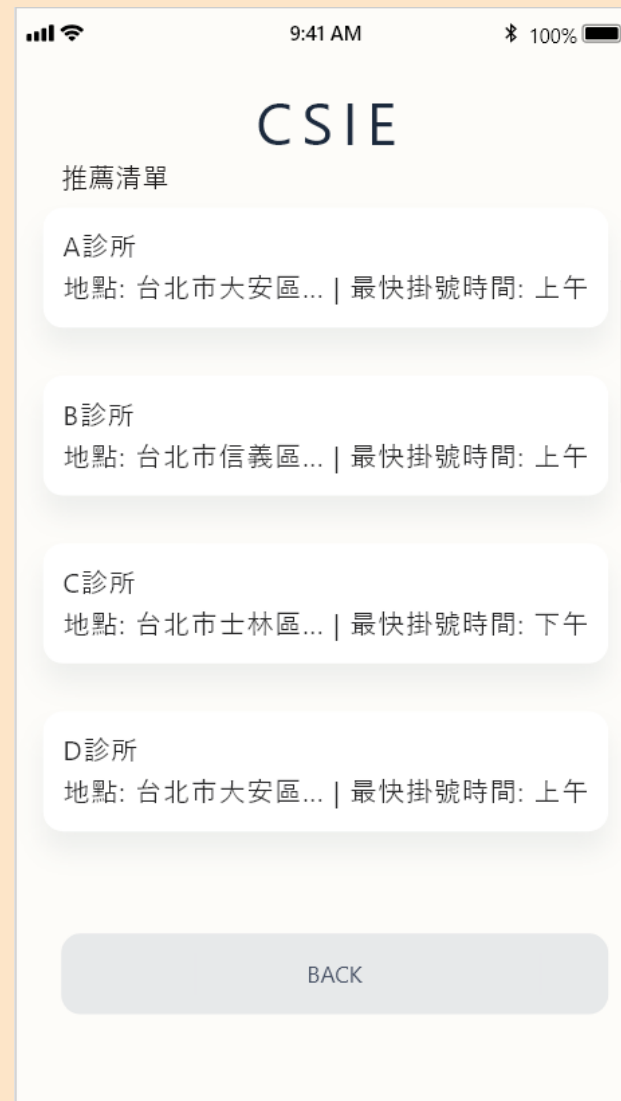 9:41 AM
100%
CSIE
推薦清單
A診所
地點: 台北市大安區... | 最快掛號時間: 上午
B診所
地點: 台北市信義區... | 最快掛號時間: 上午
C診所
地點: 台北市士林區... | 最快掛號時間: 下午
D診所
地點: 台北市大安區... | 最快掛號時間: 上午
BACK